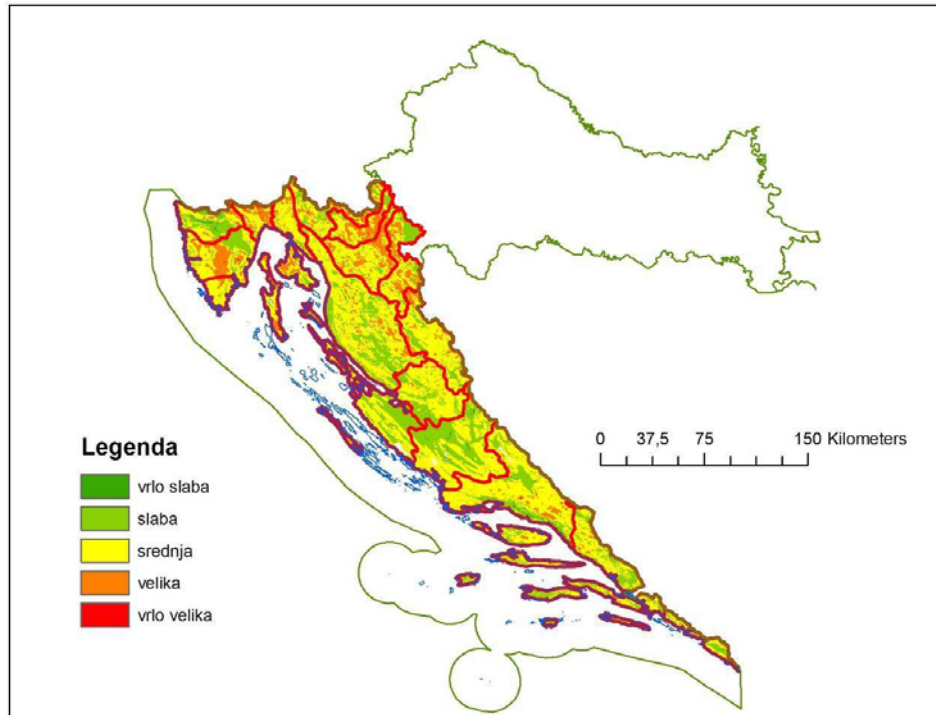 0 37,5 75 150 Kilometers
Legenda
vrlo slaba
slaba
srednja
velika
vrlo velika